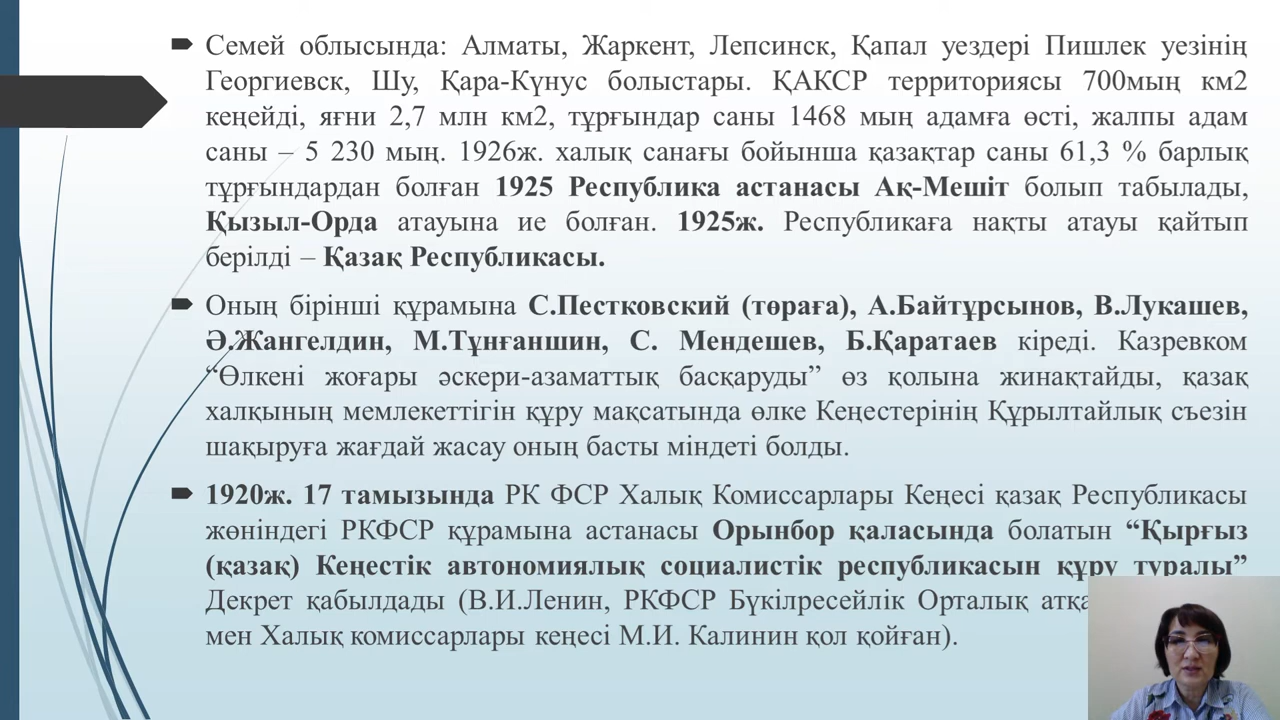 Семей облысында: Алматы, Жаркент, Лепсинск, Қапал уездері Пишлек уезінің
Георгиевск, Шу, Қара-Күнус болыстары. ҚАКСР территориясы 700мың км2
кеңейді, яғни 2,7 млн км2, тұрғындар саны 1468 мың адамға өсті, жалпы адам
саны – 5 230 мың. 1926ж. халық санағы бойынша қазақтар саны 61,3 % барлық
тұрғындардан болған 1925 Республика астанасы Ақ-Мешіт болып табылады,
Қызыл-Орда атауына ие болған. 1925ж. Республикаға нақты атауы қайтып
берілді – Қазақ Республикасы.
Оның бірінші құрамына С.Пестковский (төраға), А.Байтұрсынов, В.Лукашев,
Ә.Жангелдин, М.Тұнғаншин, С. Мендешев, Б.Қаратаев кіреді. Казревком
“Өлкені жоғары әскери-азаматтық басқаруды” өз қолына жинақтайды, қазақ
халқының мемлекеттігін құру мақсатында өлке Кеңестерінің Құрылтайлық съезін
шақыруға жағдай жасау оның басты міндеті болды.
1920ж. 17 тамызында РК ФСР Халық Комиссарлары Кеңесі қазақ Республикасы
жөніндегі РКФСР құрамына астанасы Орынбор қаласында болатын “Қырғыз
(қазақ) Кеңестік автономиялық социалистік республикасын құру туралы”
Декрет қабылдады (В.И.Ленин, РКФСР Бүкілресейлік Орталық
мен Халық комиссарлары кеңесі М.И. Калинин қол қойған).